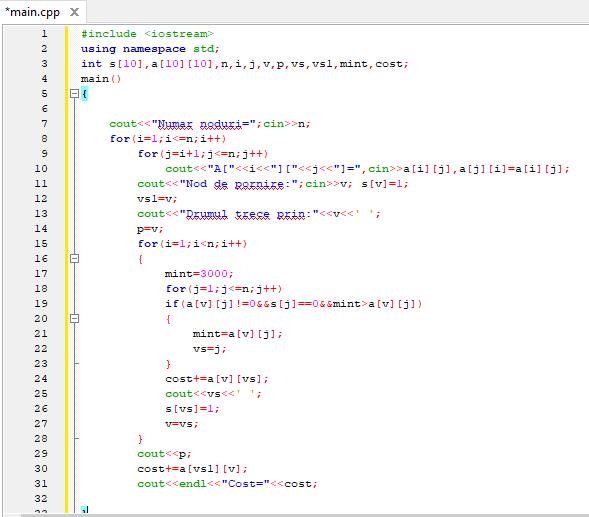 *main.cpp X
1 #include <iostream>
2 using namespace std;
3 int s[10],a[10][10],n,i,j,v,p,vs,vsl,mint,cost;
4 main()
5 {
6
7 cout<<"Numar noduri=";cin>>n;
8 for(i=1;i<=n;i++)
9 for(j=i+1;j<=n;j++)
10 cout<<"A["<<i<<"]["<<j<<"]=",cin>>a[i][j],a[j][i]=a[i][j];
11 cout<<"Nod de pornire:";cin>>v; s[v]=1;
12 vsl=v;
13 cout<<"Drumul trece prin:"<<v<<' ';
14 p=v;
15 for(i=1;i<n;i++)
16 {
17 mint=3000;
18 for(j=1;j<=n;j++)
19 if(a[v][j]!=0&&s[j]==0&&mint>a[v][j])
20 {
21 mint=a[v][j];
22 vs=j;
23 }
24 cost+=a[v][vs];
25 cout<<vs<<' ';
26 s[vs]=1;
27 v=vs;
28 }
29 cout<<p;
30 cost+=a[vsl][v];
31 cout<<endl<<"Cost="<<cost;
32
33 }